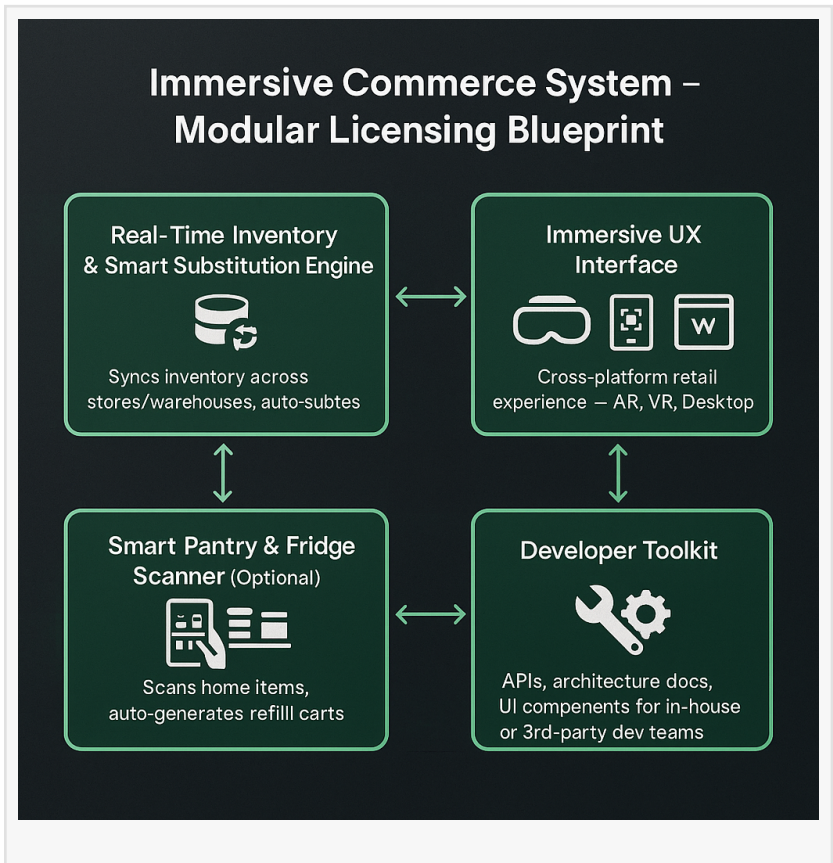 Immersive Commerce System –
Modular Licensing Blueprint
Real-Time Inventory
& Smart Substitution Engine
Syncs inventory across
stores/warehouses, auto-subtes
Immersive UX
Interface
W
Cross-platform retail
experience – AR, VR, Desktop
Smart Pantry & Fridge
Scanner (Optional)
Scans home items,
auto-generates refilll carts
Developer Toolkit
APIs, architecture docs,
UI compenents for in-house
or 3rd-party dev teams